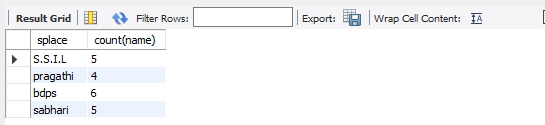 Result Grid Filter Rows: Export: Wrap Cell Content:
splace count(name)
S.S.I.L 5
pragathi 4
bdps 6
sabhari 5